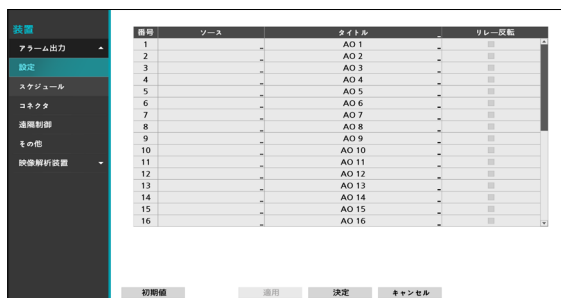 装置
アラーム出力
設定
スケジュール
コネクタ
遠隔制御
その他
映像解析装置
番号 ソース タイトル リレー反転
1 AO 1
2 AO 2
3 AO 3
4 AO 4
5 AO 5
6 AO 6
7 AO 7
8 AO 8
9 AO 9
10 AO 10
11 AO 11
12 AO 12
13 AO 13
14 AO 14
15 AO 15
16 AO 16
初期値 適用 決定 キャンセル